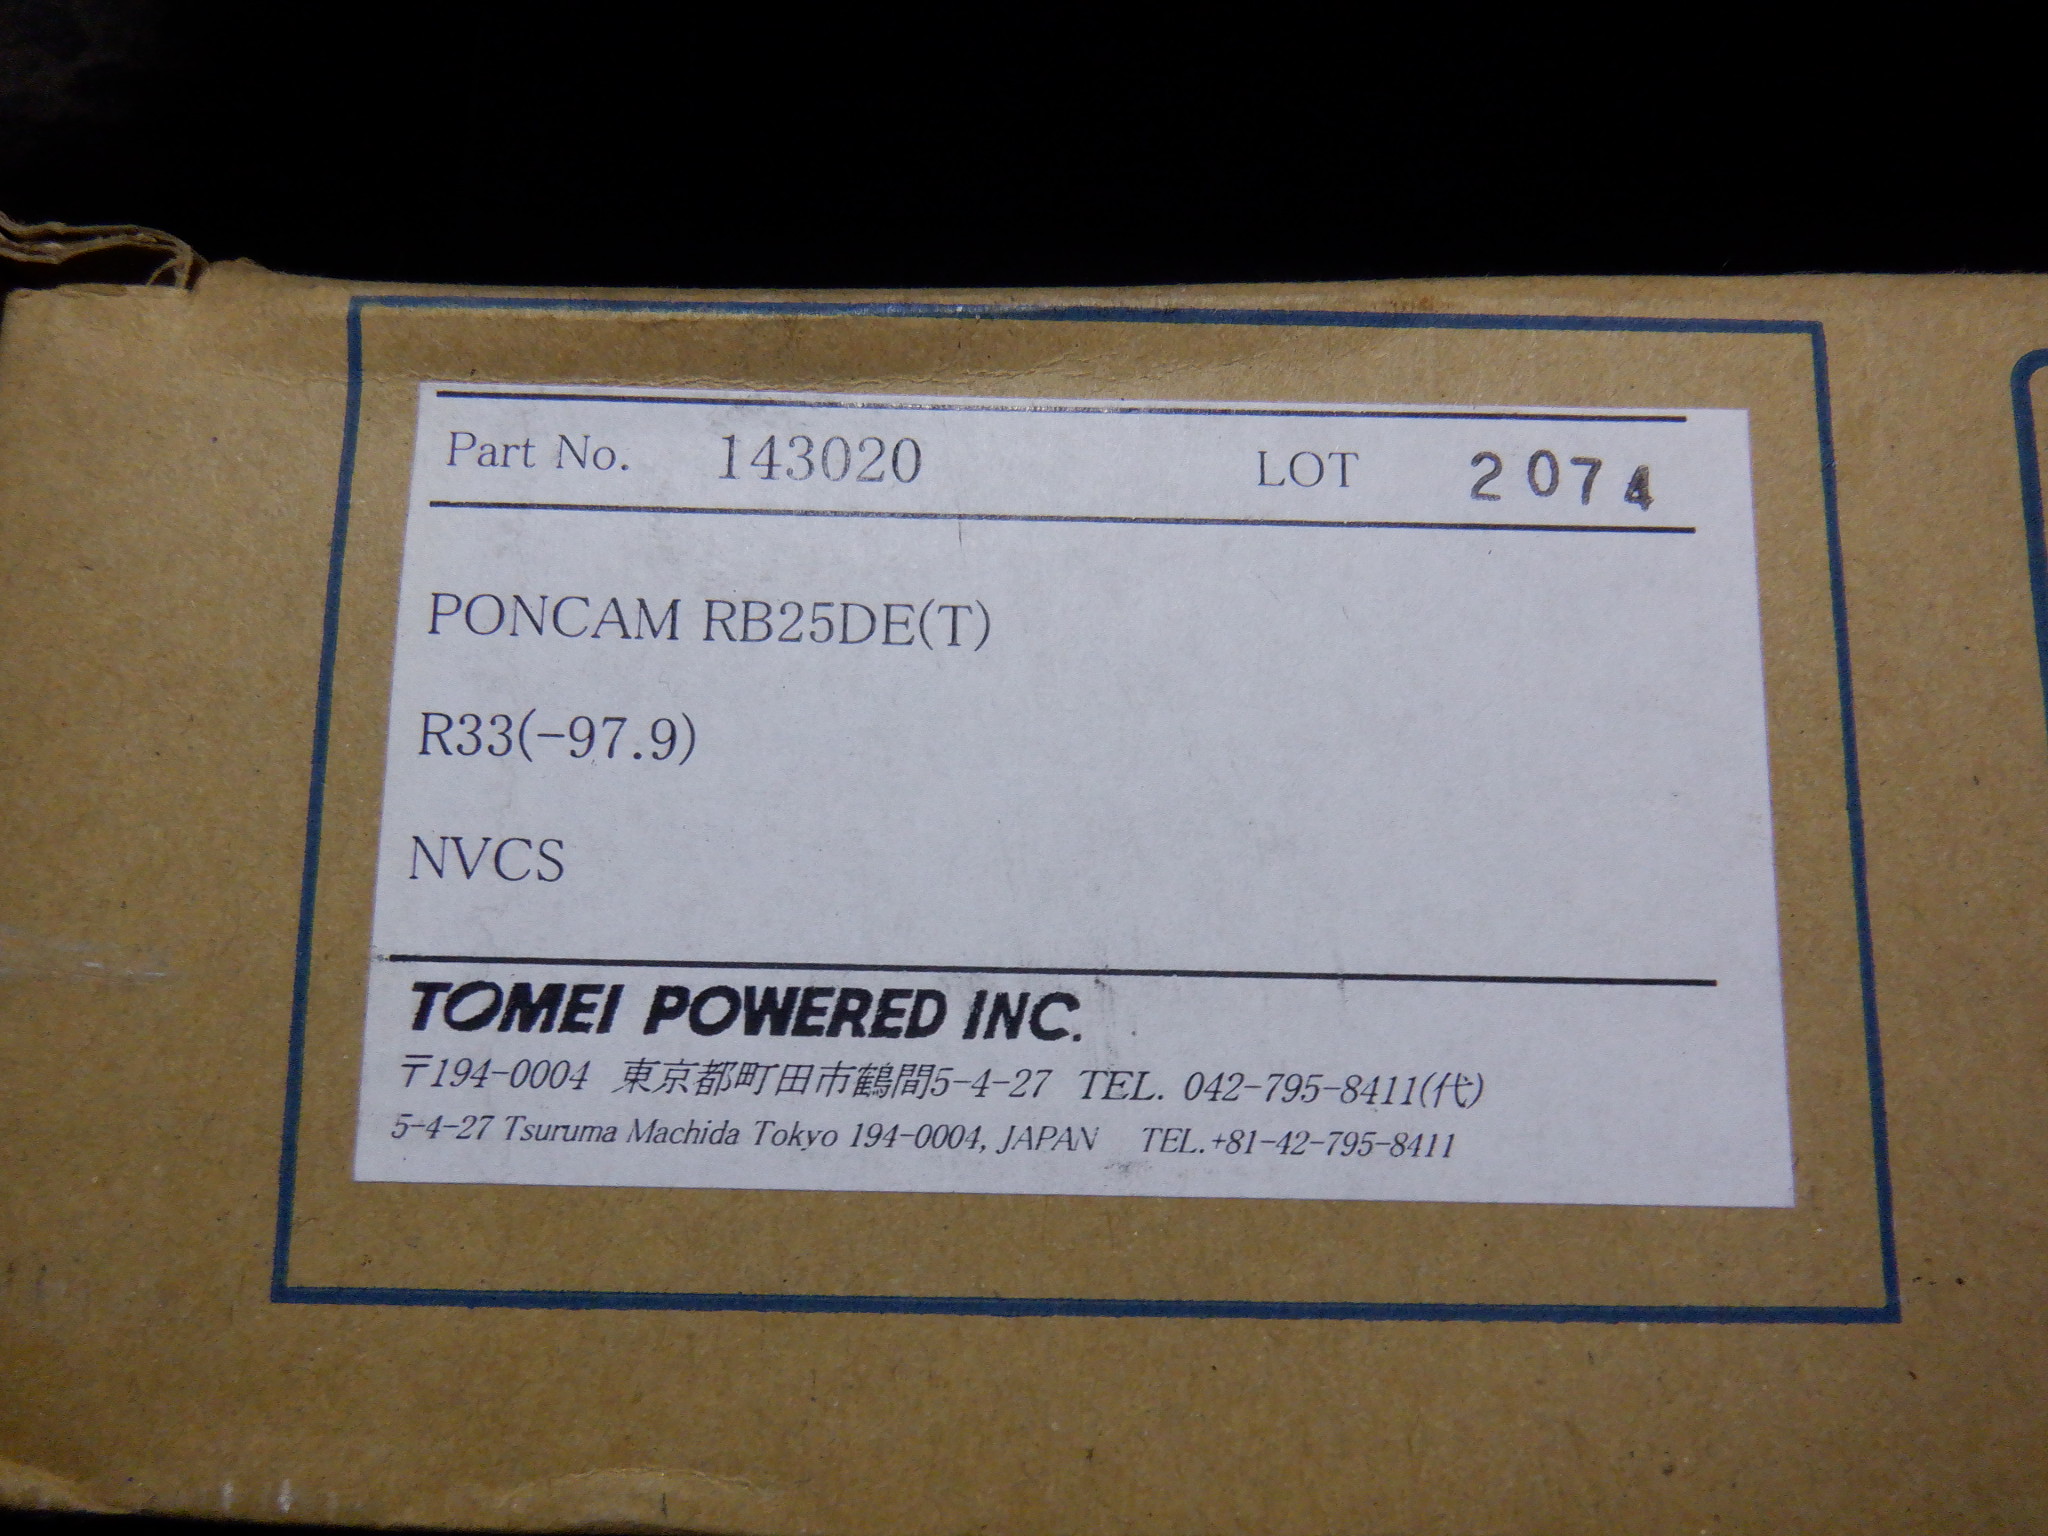 Part No. 143020 LOT 2074
PONCAM RB25DE(T)
R33(-97.9)
NVCS
TOMEI POWERED INC.
〒194-0004 東京都町田市鶴間5-4-27 TEL. 042-795-8411(代)
5-4-27 Tsuruma Machida Tokyo 194-0004, JAPAN TEL.+81-42-795-8411